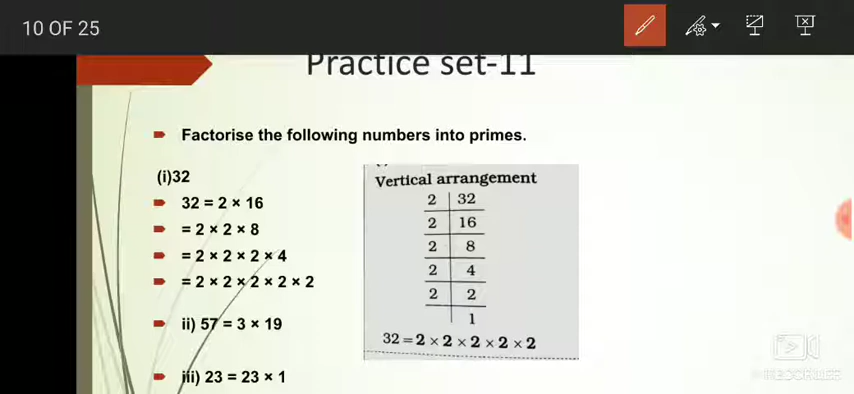 10 OF 25
Practice set-11
Factorise the following numbers into primes.
(i)32
32 = 2 × 16
= 2 × 2 × 8
= 2 × 2 × 2 × 4
= 2 × 2 × 2 × 2 × 2
ii) 57 = 3 × 19
iii) 23 = 23 × 1
Vertical arrangement
2 | 32
2 | 16
2 | 8
2 | 4
2 | 2
| 1
32 = 2 × 2 × 2 × 2 × 2